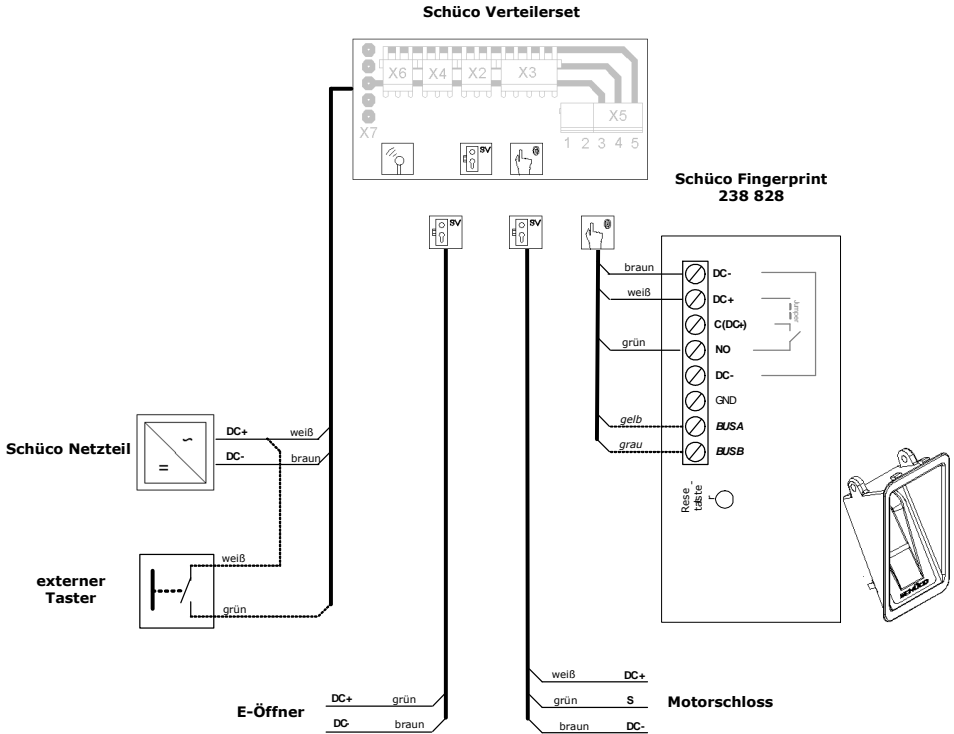 Schüco Verteilerset
X6 X4 X2 X3
X5
X7
1 2 3 4 5
SV
Schüco Fingerprint
238 828
SV
SV
braun
DC-
weiß
DC+
Jumper
C(DC+)
grün
NO
DC-
GND
gelb
BUSA
grau
BUSB
Schüco Netzteil
DC+
weiß
DC-
braun
Rese-
taste
r
SCHÜCO
weiß
externer
Taster
grün
E-Öffner
DC+
grün
DC-
braun
weiß
DC+
grün
S
Motorschloss
braun
DC-